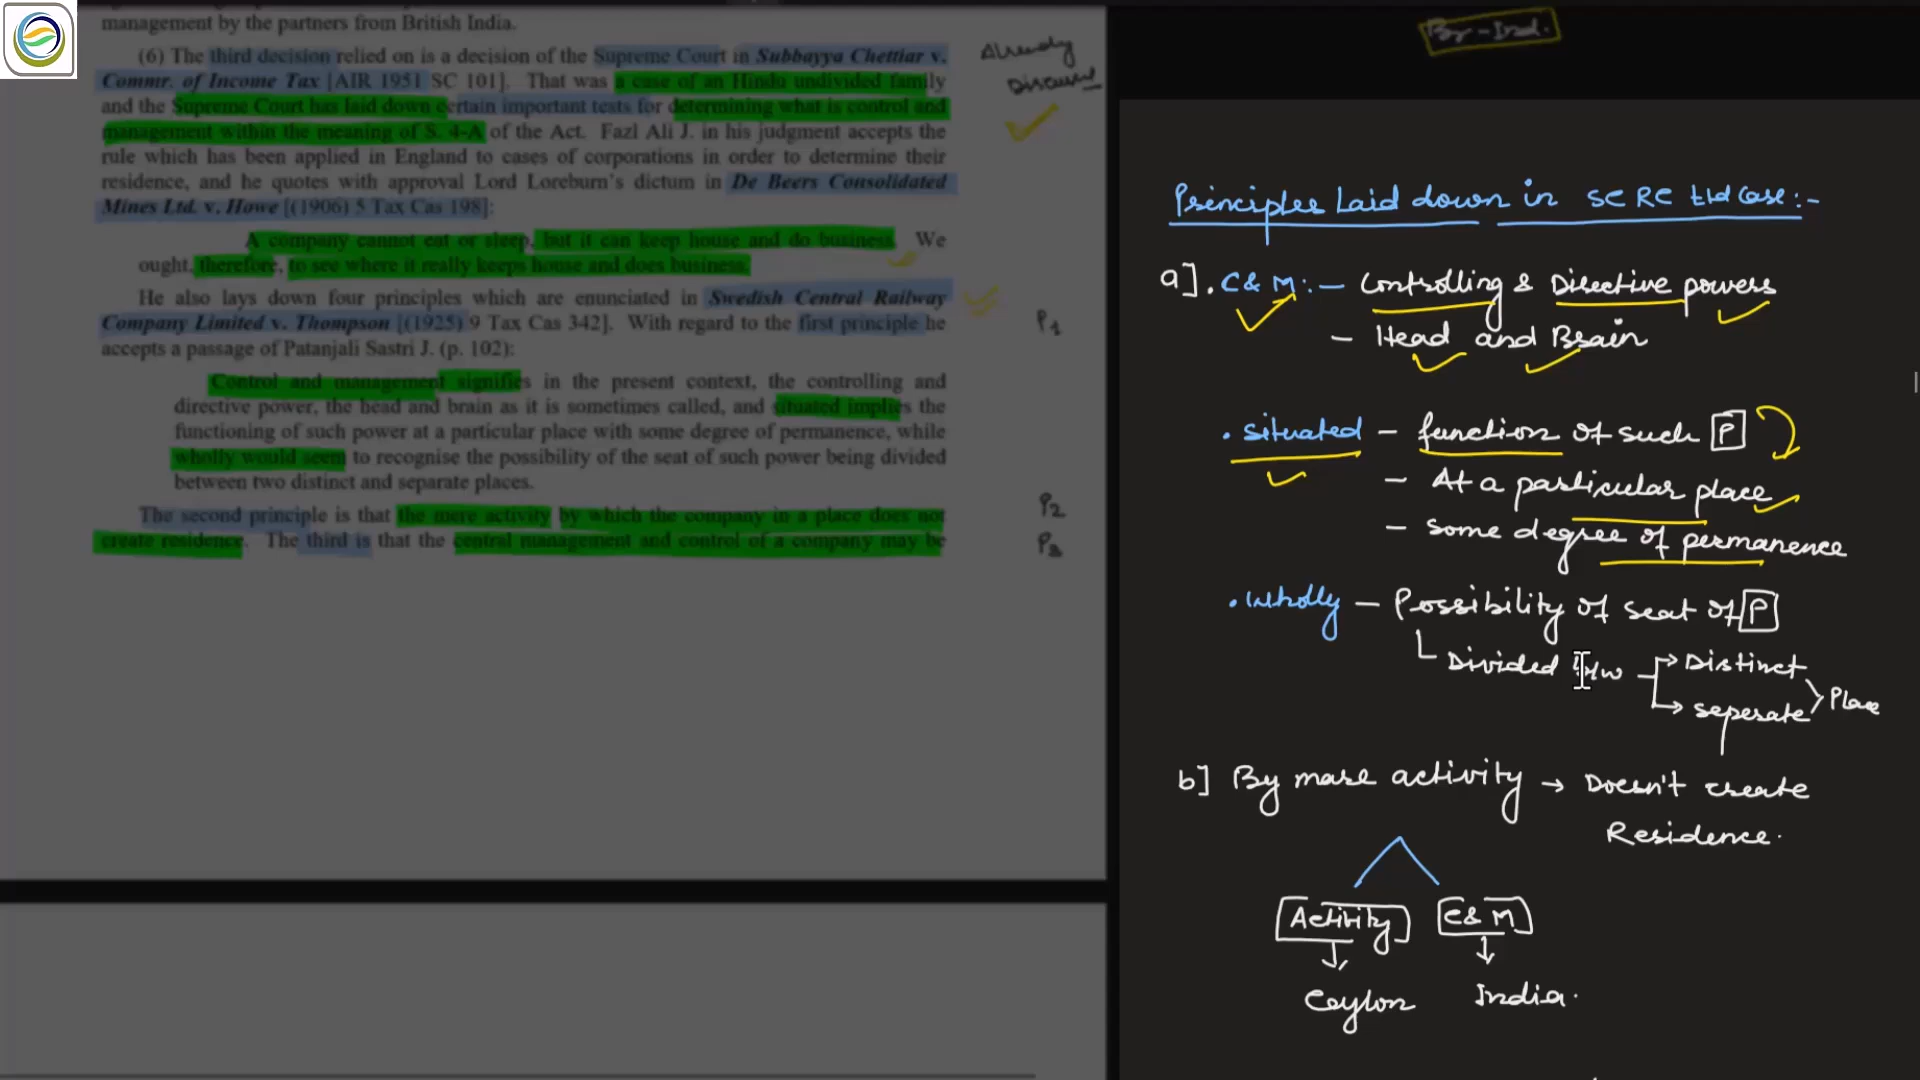 management by the partners from British India.
(6) The third decision relied on is a decision of the Supreme Court in Subbayya Chettiar v.
Commr. of Income Tax [AIR 1951 SC 101]. That was a case of an Hindu undivided family
and the Supreme Court has laid down certain important tests for determining what is control and
management within the meaning of S. 4-A of the Act. Fazl Ali J. in his judgment accepts the
rule which has been applied in England to cases of corporations in order to determine their
residence, and he quotes with approval Lord Loreburn's dictum in De Beers Consolidated
Mines Ltd. v. Howe [(1906) 5 Tax Cas 198]:
A company cannot eat or sleep, but it can keep house and do business. We
ought, therefore, to see where it really keeps house and does business.
He also lays down four principles which are enunciated in Swedish Central Railway
Company Limited v. Thompson [(1925) 9 Tax Cas 342]. With regard to the first principle he
accepts a passage of Patanjali Sastri J. (p. 102):
Control and management signifies in the present context, the controlling and
directive power, the head and brain as it is sometimes called, and situated implies the
functioning of such power at a particular place with some degree of permanence, while
wholly would seem to recognise the possibility of the seat of such power being divided
between two distinct and separate places.
The second principle is that the mere activity by which the company in a place does not
create residence. The third is that the central management and control of a company may be
Already
P1
P2
P3
By-Ind.
Principles Laid down in SCRC Ltd Case:-
a]. C & M:- — Controlling & Directive powers
— Head and Brain
. situated — function of such P
— At a particular place
— some degree of permanence
. Wholly — Possibility of seat of P
Divided
Distinct
seperate
Place
b] By mare activity → Doesn't create
Residence.
Activity C& M
Ceylon India.